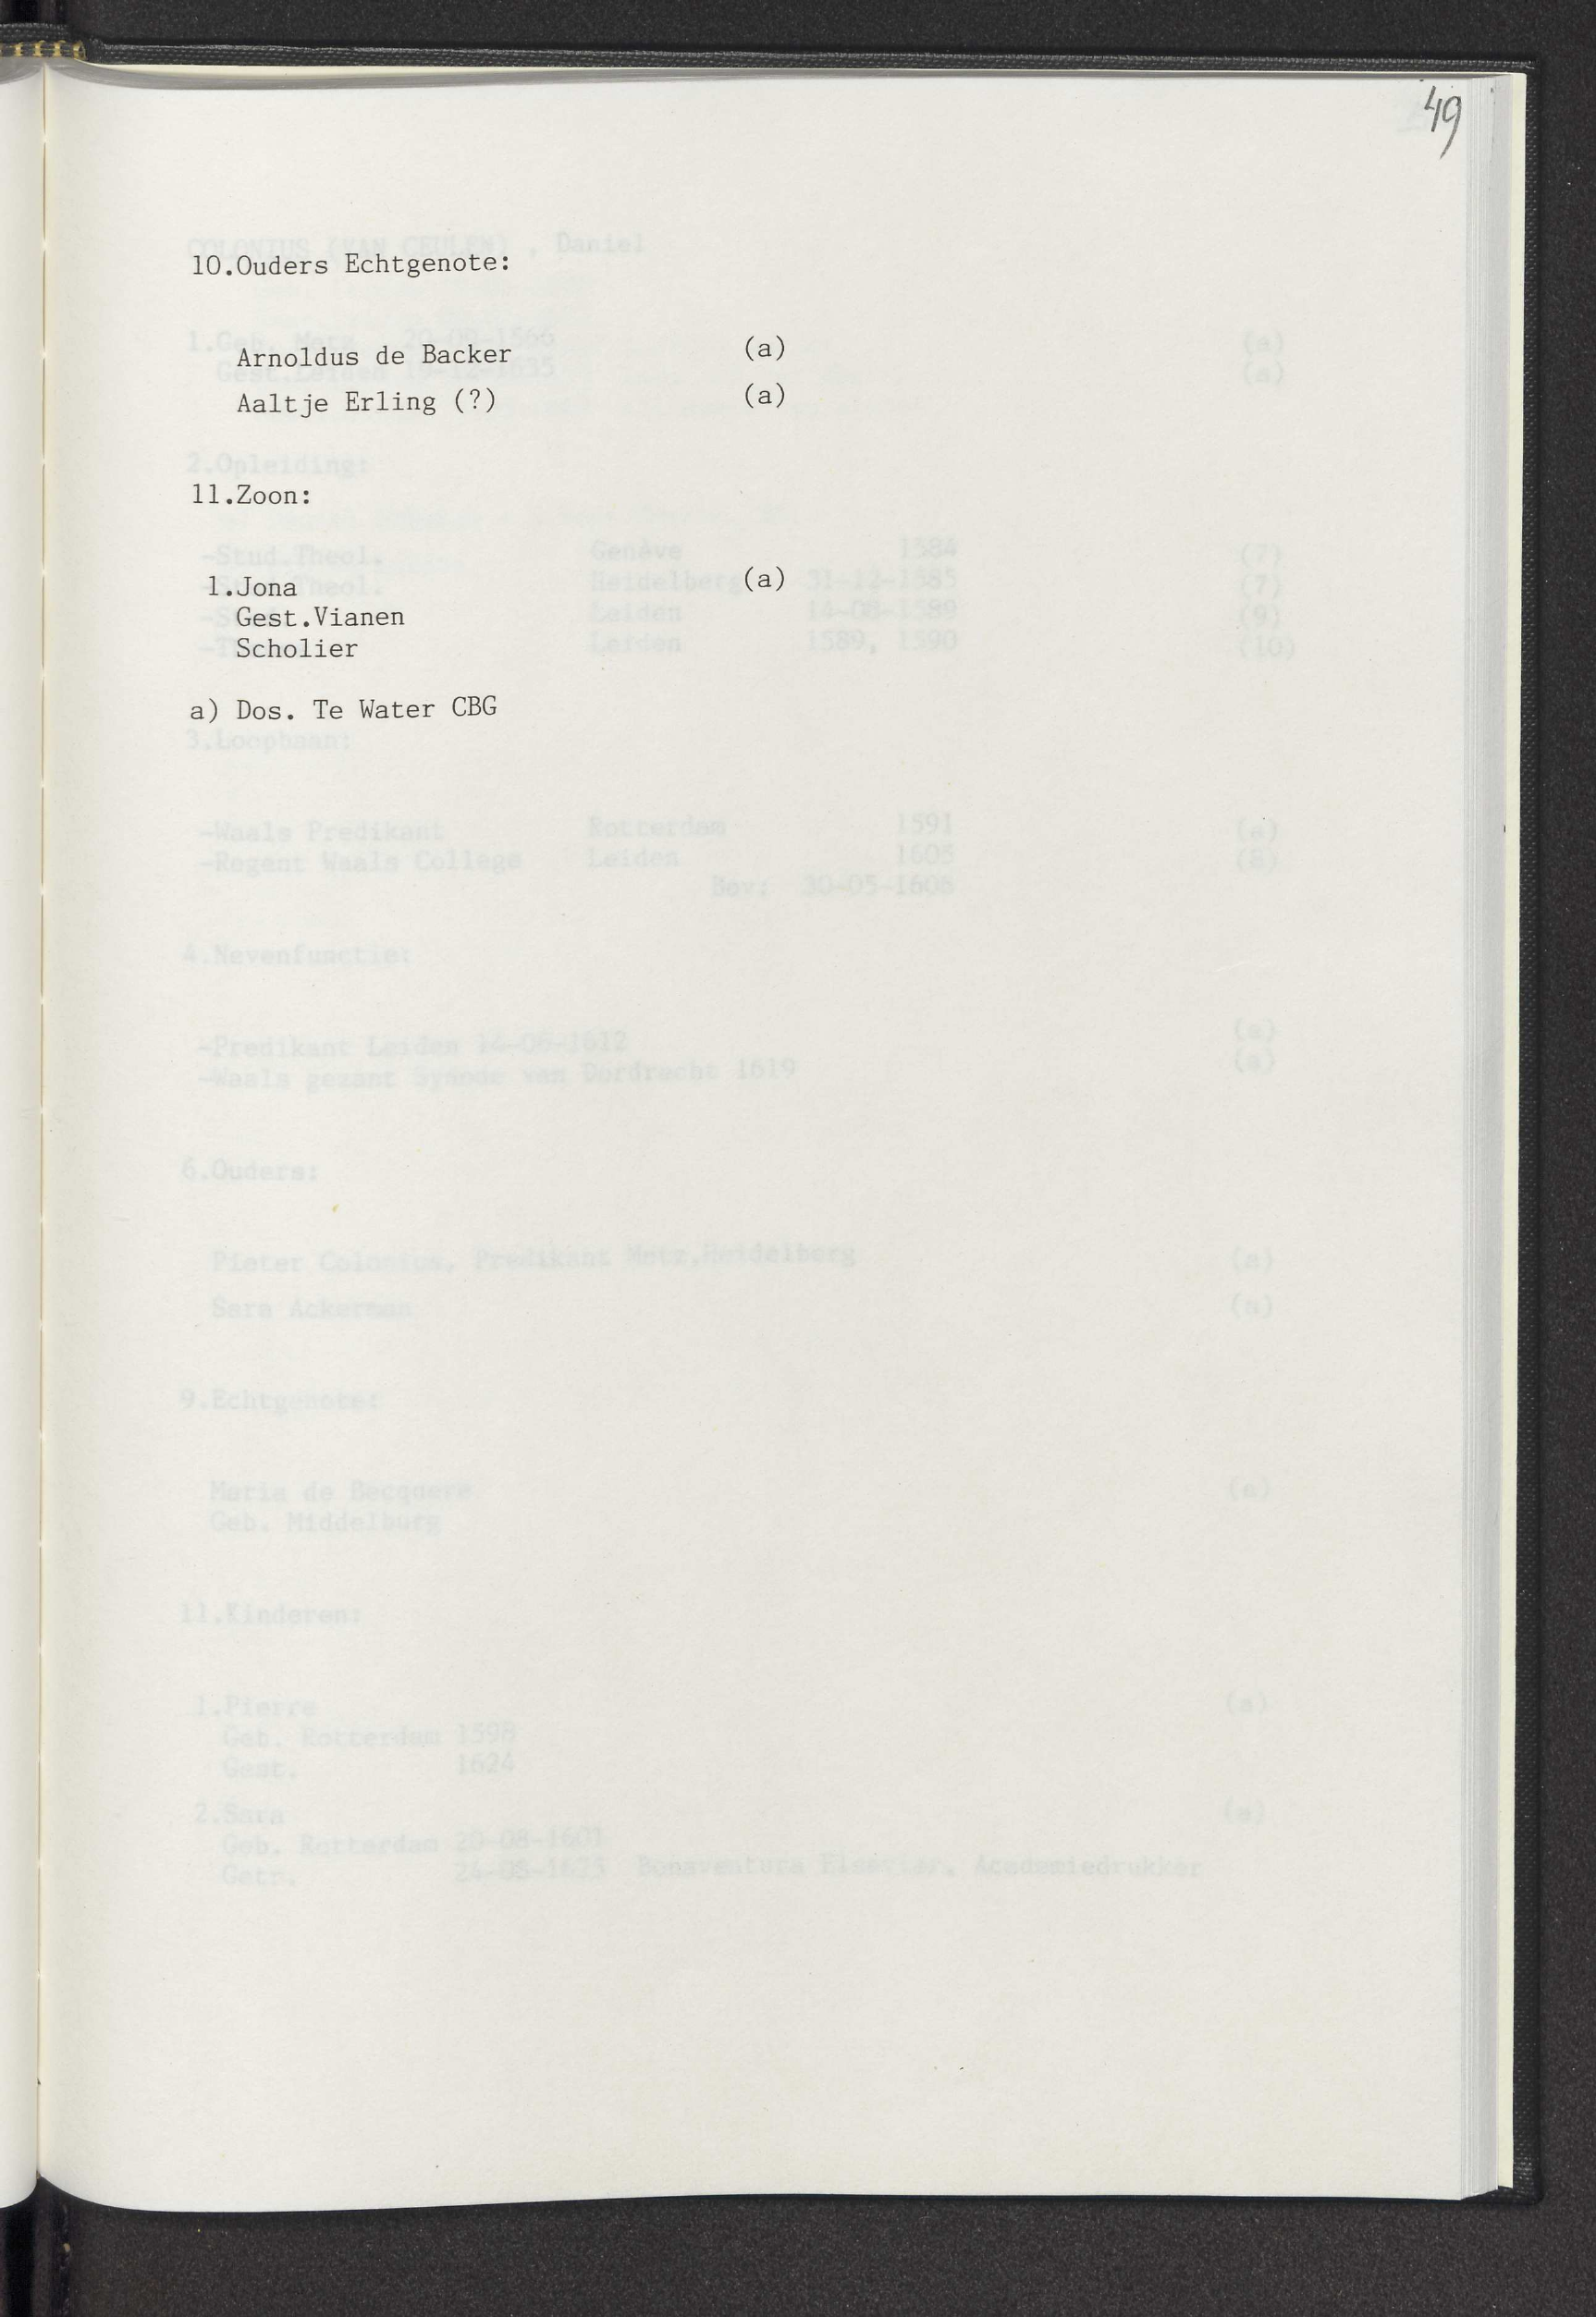 49
10.Ouders Echtgenote:
Arnoldus de Backer (a)
Aaltje Erling (?) (a)
11.Zoon:
1.Jona (a)
Gest.Vianen
Scholier
a) Dos. Te Water CBG